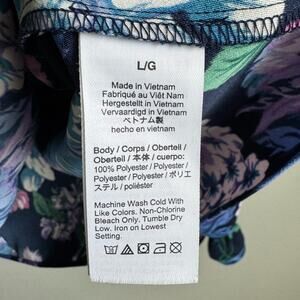 L/G
Made in Vietnam
Fabriqué au Viêt Nam
Hergestellt in Vietnam
Vervaardigd in Vietnam
ベトナム製
hecho en vietnam
Body / Corps / Oberteil /
Oberteil / 本体 / cuerpo:
100% Polyester / Polyester /
Polyester / Polyester / ポリエ
ステル / poliéster
Machine Wash Cold With
Like Colors. Non-Chlorine
Bleach Only. Tumble Dry
Low. Iron on Lowest
Setting.